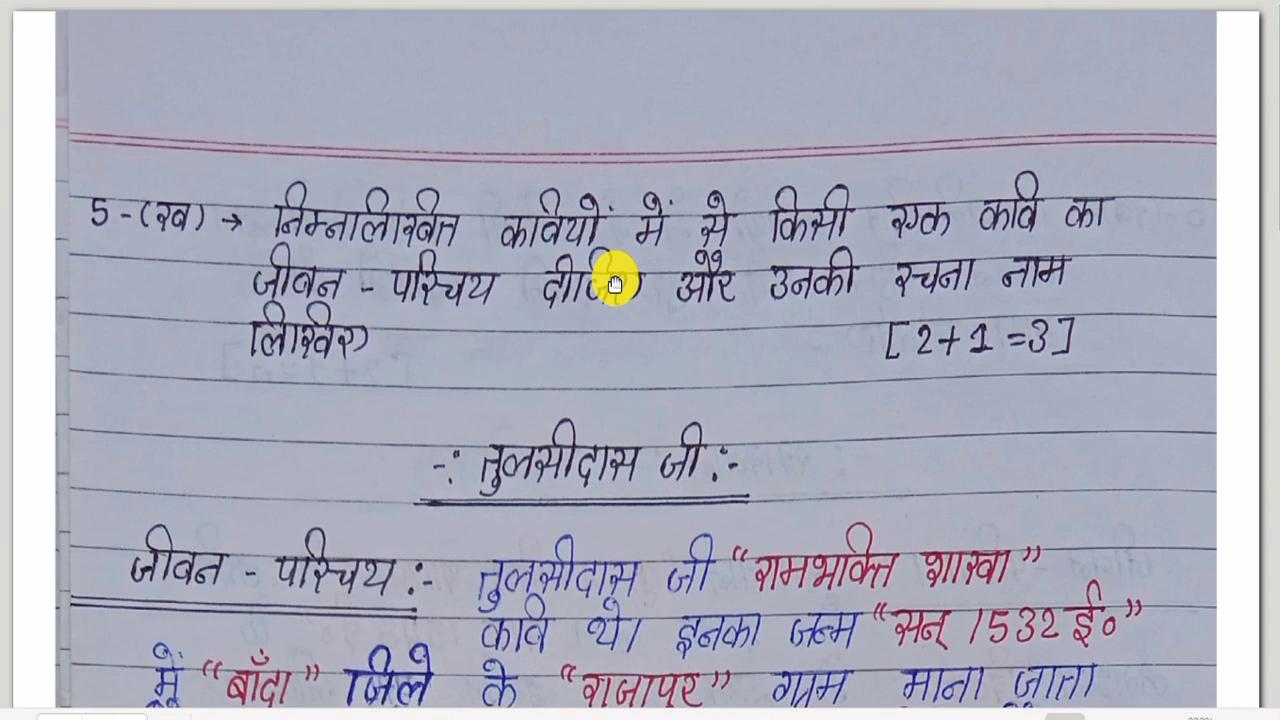 5-(ख) → निम्नलिखित कवियों में से किसी एक कवि का
जीवन - परिचय दीजिए और उनकी रचना नाम
लिखिए [2+1=3]
-: तुलसीदास जी :-
जीवन - परिचय :- तुलसीदास जी "रामभक्ति शाखा"
कवि थे। इनका जन्म "सन् 1532 ई०"
में "बाँदा" जिले के "राजापुर" ग्राम माना जाता